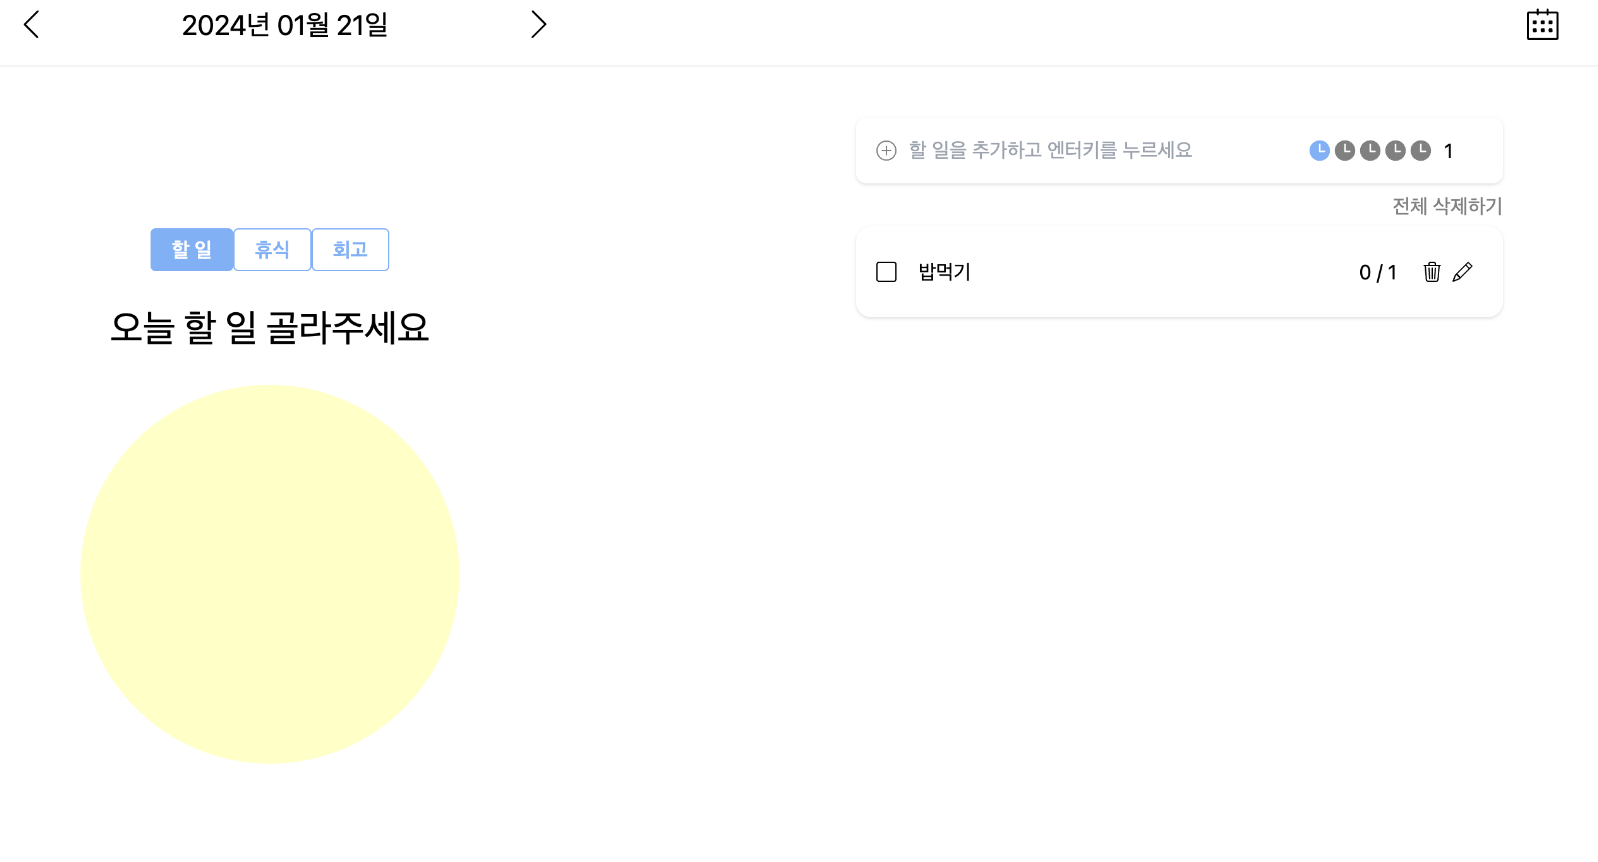 2024년 01월 21일
할 일을 추가하고 엔터키를 누르세요 1
전체 삭제하기
할 일 휴식 회고
밥먹기 0 / 1
오늘 할 일 골라주세요